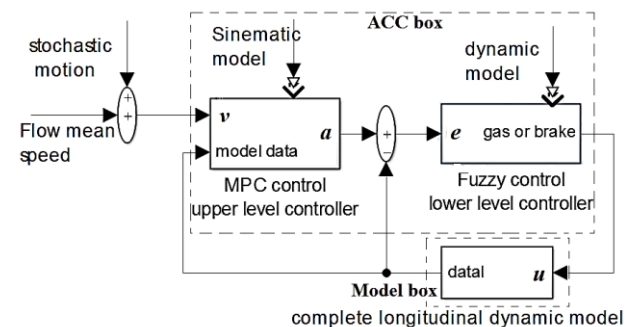 ACC box
stochastic
motion
Sinematic
model
dynamic
model
+
+
Flow mean
speed
v
a
model data
+
−
e
gas or brake
MPC control
upper level controller
Fuzzy control
lower level controller
Model box
datal
u
complete longitudinal dynamic model